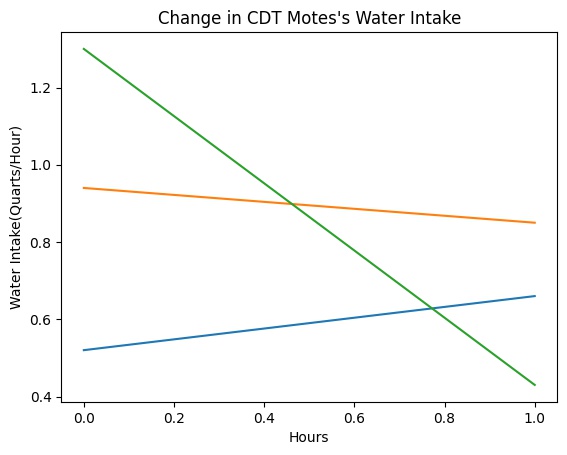 Change in CDT Motes's Water Intake
Water Intake(Quarts/Hour)
1.2
1.0
0.8
0.6
0.4
0.0 0.2 0.4 0.6 0.8 1.0
Hours